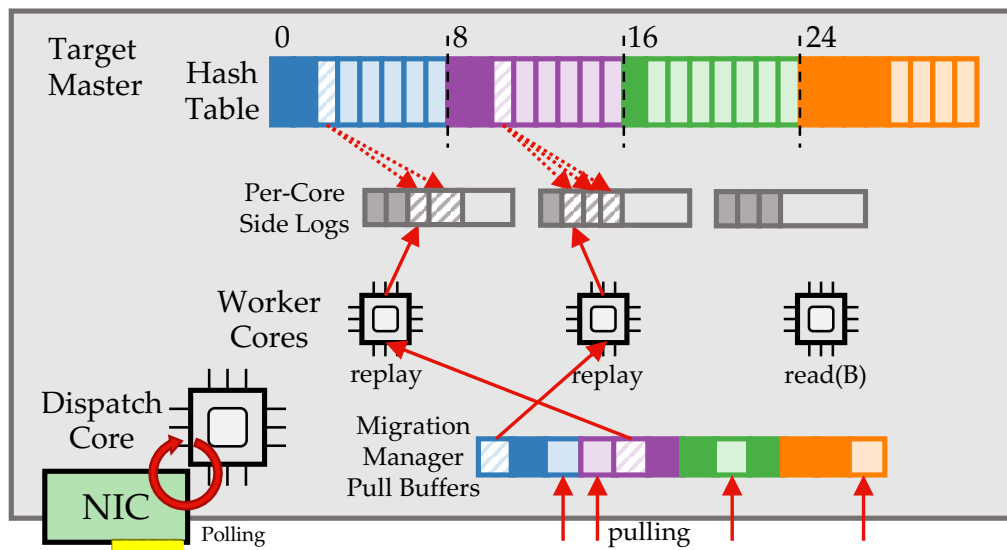 0 8 16 24
Target
Master
Hash
Table
Per-Core
Side Logs
Worker
Cores
replay
replay
read(B)
Dispatch
Core
Migration
Manager
Pull Buffers
NIC
Polling
pulling